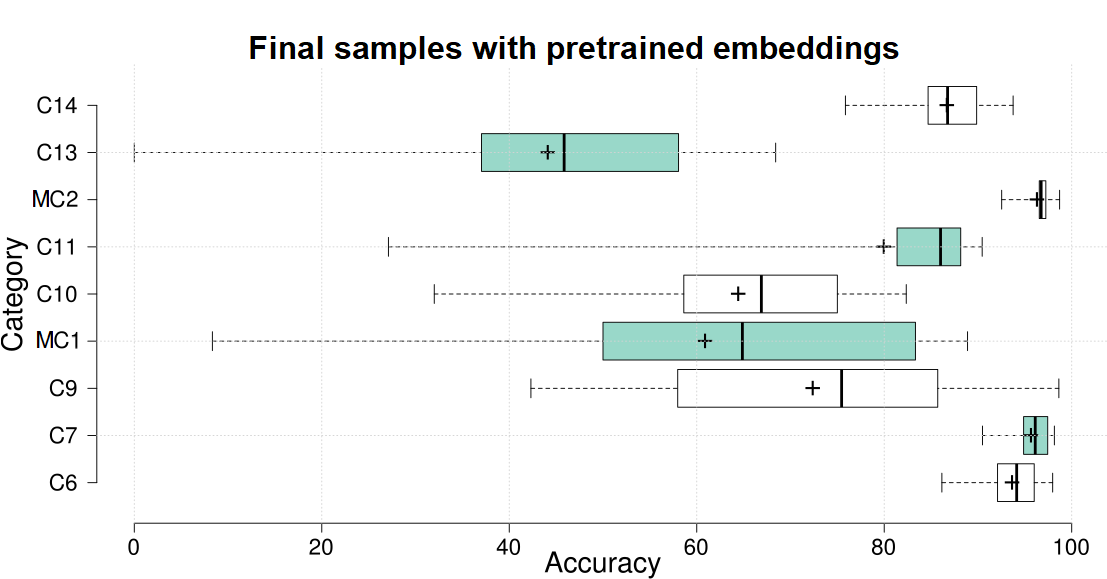 Final samples with pretrained embeddings
C14
C13
MC2
C11
C10
MC1
C9
C7
C6
Category
0 20 40 60 80 100
Accuracy